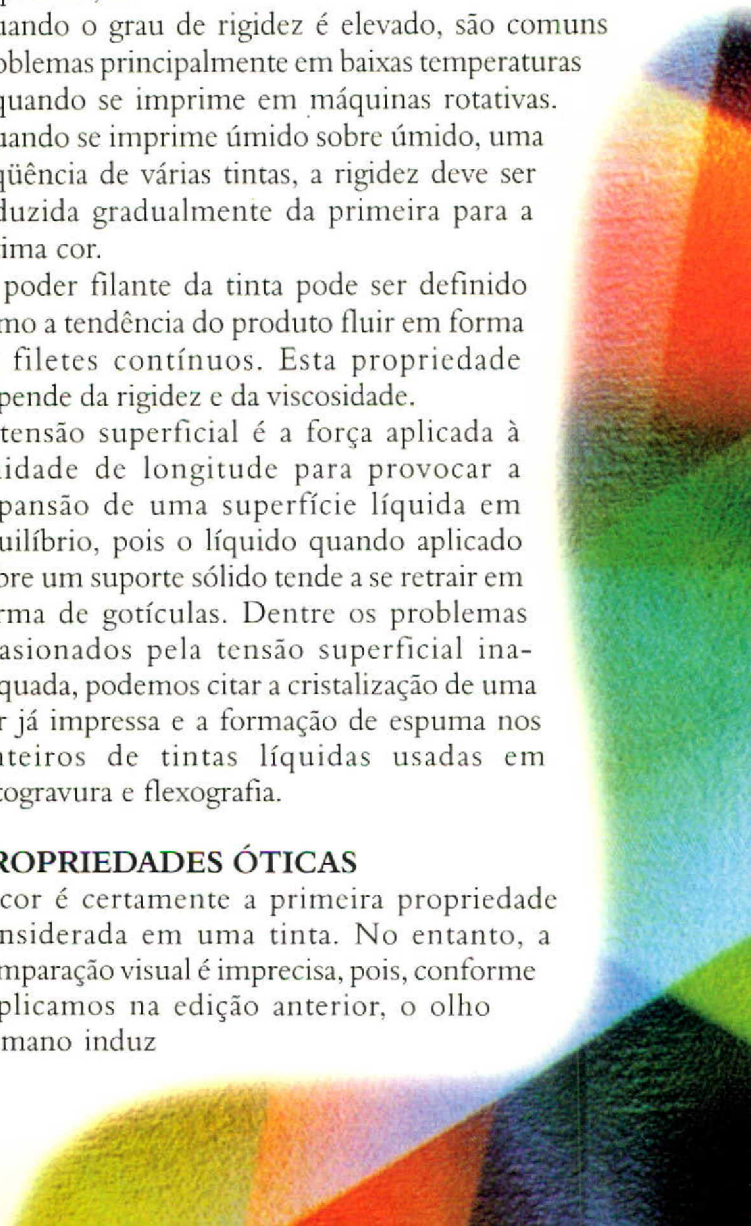 uando o grau de rigidez é elevado, são comuns
oblemas principalmente em baixas temperaturas
quando se imprime em máquinas rotativas.
uando se imprime úmido sobre úmido, uma
qüência de várias tintas, a rigidez deve ser
duzida gradualmente da primeira para a
tima cor.
poder filante da tinta pode ser definido
mo a tendência do produto fluir em forma
filetes contínuos. Esta propriedade
pende da rigidez e da viscosidade.
tensão superficial é a força aplicada à
idade de longitude para provocar a
pansão de uma superfície líquida em
uilíbrio, pois o líquido quando aplicado
bre um suporte sólido tende a se retrair em
rma de gotículas. Dentre os problemas
asionados pela tensão superficial ina-
quada, podemos citar a cristalização de uma
r já impressa e a formação de espuma nos
nteiros de tintas líquidas usadas em
togravura e flexografia.
ROPRIEDADES ÓTICAS
cor é certamente a primeira propriedade
nsiderada em uma tinta. No entanto, a
mparação visual é imprecisa, pois, conforme
plicamos na edição anterior, o olho
mano induz